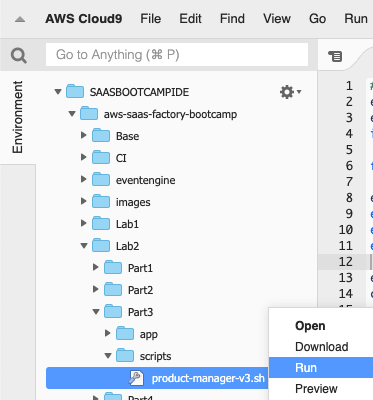 AWS Cloud9 File Edit Find View Go Run
Go to Anything (⌘ P)
Environment
SAASBOOTCAMPIDE
aws-saas-factory-bootcamp
Base
CI
eventengine
images
Lab1
Lab2
Part1
Part2
Part3
app
scripts
product-manager-v3.sh
1
2
3
4
5
6
7
8
9
10
11
12
13
14
Open
Download
Run
Preview